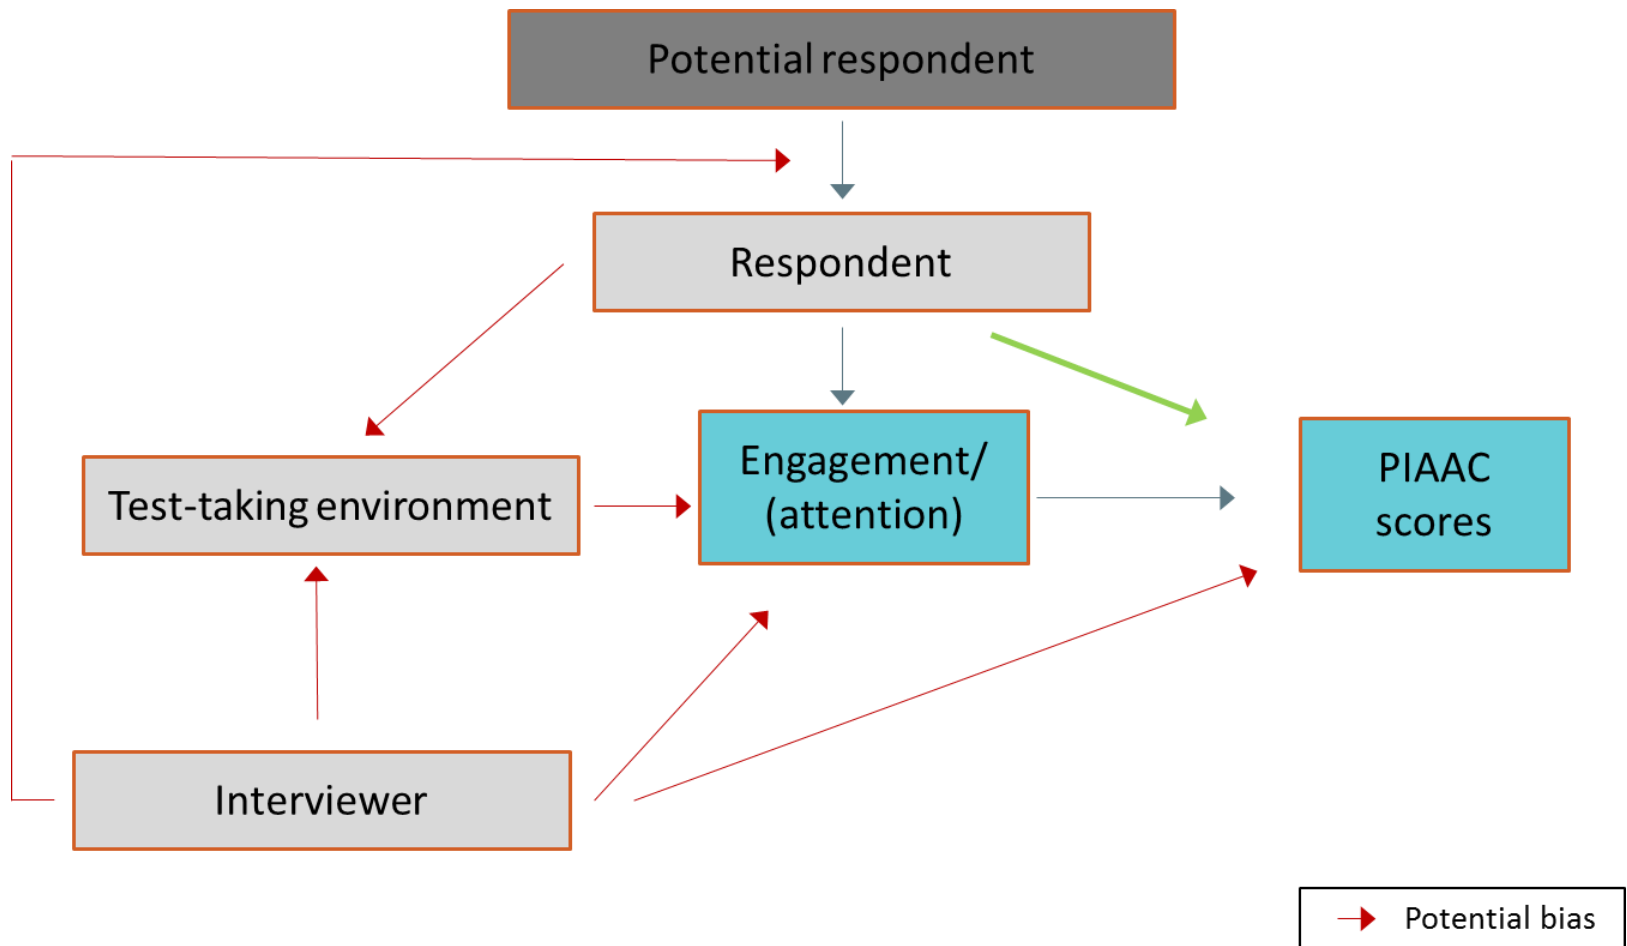 Potential respondent
Respondent
Engagement/
(attention)
PIAAC
scores
Test-taking environment
Interviewer
Potential bias